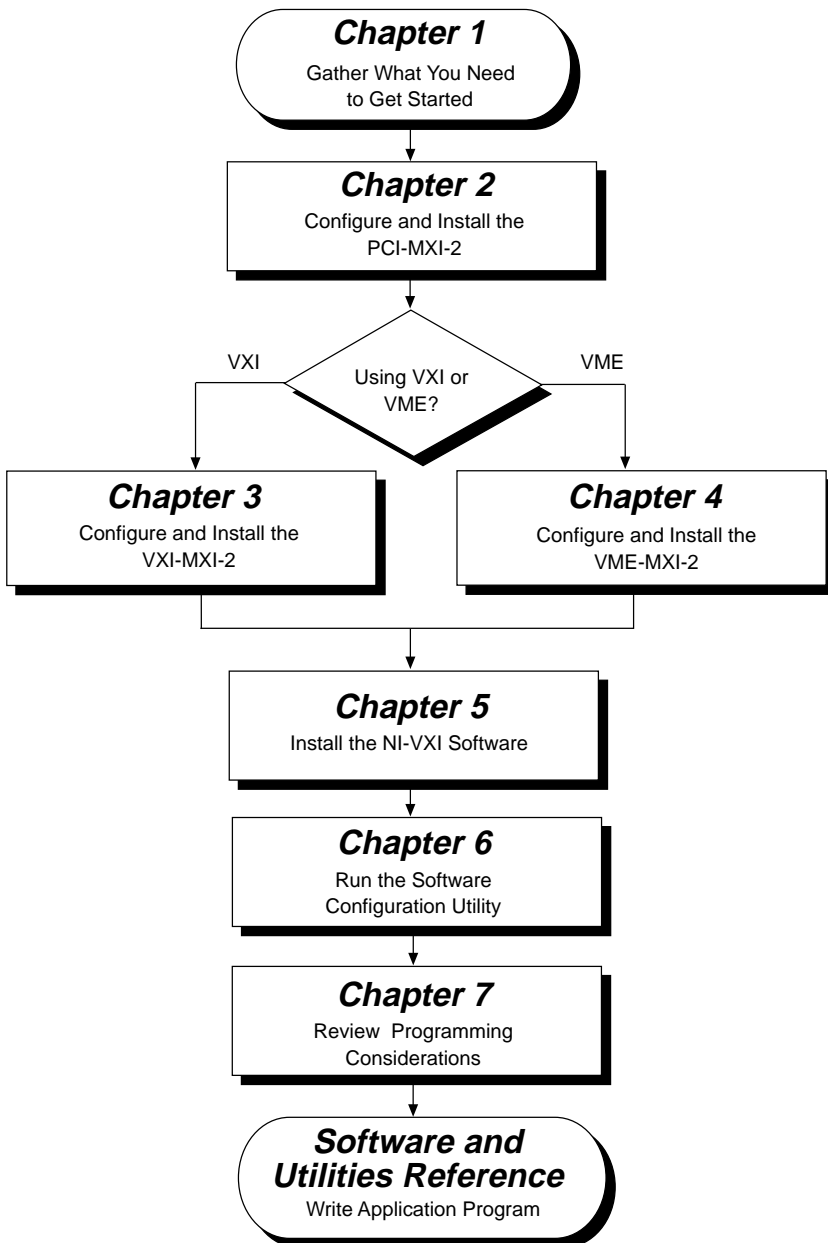 Chapter 1
Gather What You Need
to Get Started
Chapter 2
Configure and Install the
PCI-MXI-2
VXI
Using VXI or
VME?
VME
Chapter 3
Configure and Install the
VXI-MXI-2
Chapter 4
Configure and Install the
VME-MXI-2
Chapter 5
Install the NI-VXI Software
Chapter 6
Run the Software
Configuration Utility
Chapter 7
Review Programming
Considerations
Software and
Utilities Reference
Write Application Program